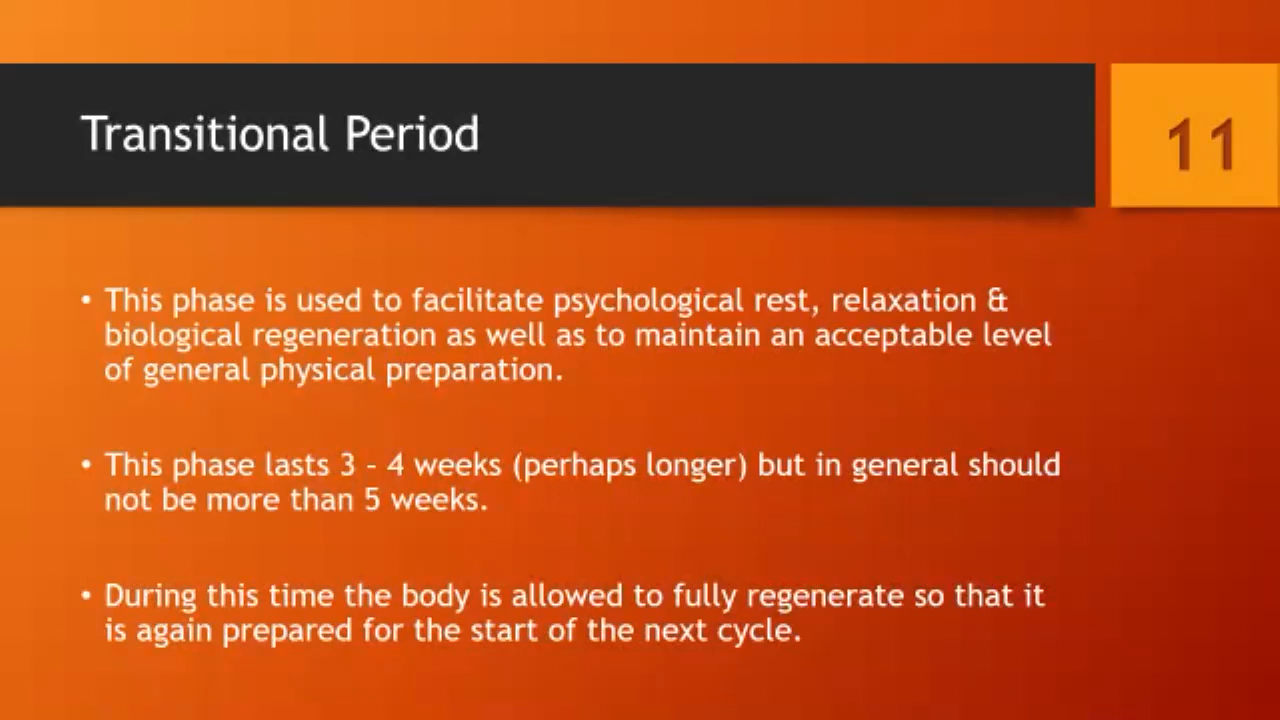 Transitional Period
11
• This phase is used to facilitate psychological rest, relaxation &
biological regeneration as well as to maintain an acceptable level
of general physical preparation.
• This phase lasts 3 - 4 weeks (perhaps longer) but in general should
not be more than 5 weeks.
• During this time the body is allowed to fully regenerate so that it
is again prepared for the start of the next cycle.